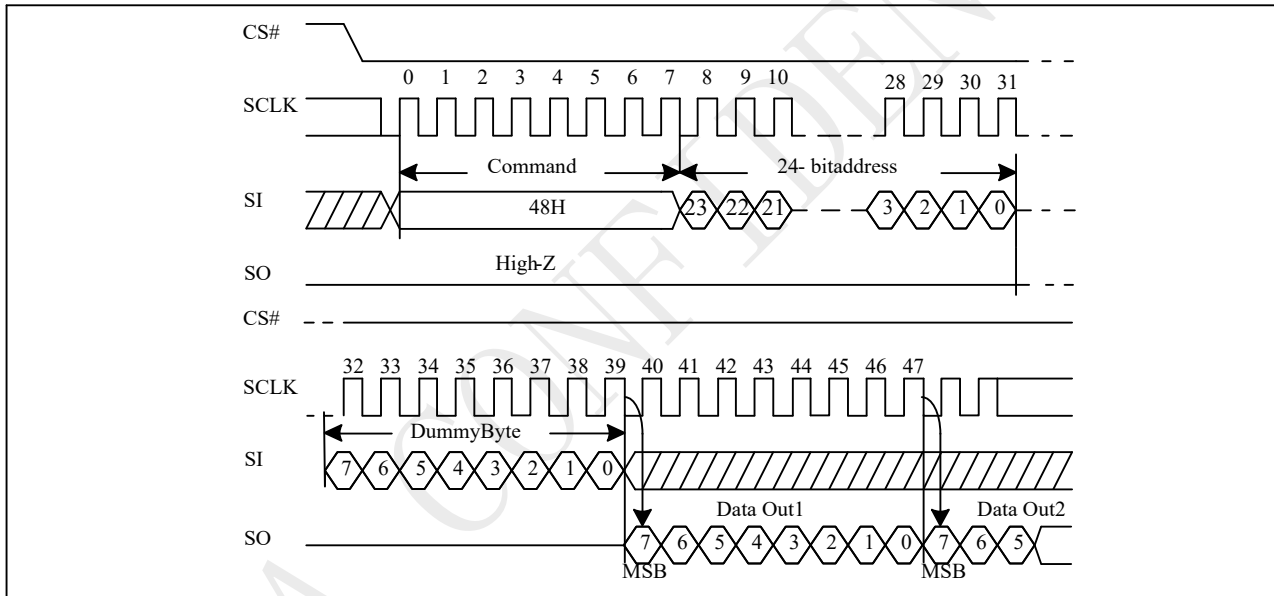 CS#
0 1 2 3 4 5 6 7 8 9 10 28 29 30 31
SCLK
Command 24- bitaddress
SI 48H 23 22 21 3 2 1 0
High-Z
SO
CS#
32 33 34 35 36 37 38 39 40 41 42 43 44 45 46 47
SCLK
DummyByte
SI 7 6 5 4 3 2 1 0
Data Out1 Data Out2
SO 7 6 5 4 3 2 1 0 7 6 5
MSB MSB